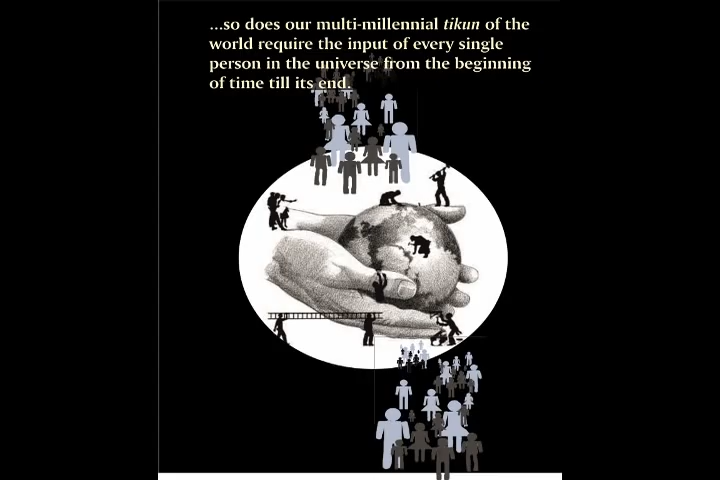 ...so does our multi-millennial tikun of the
world require the input of every single
person in the universe from the beginning
of time till its end.